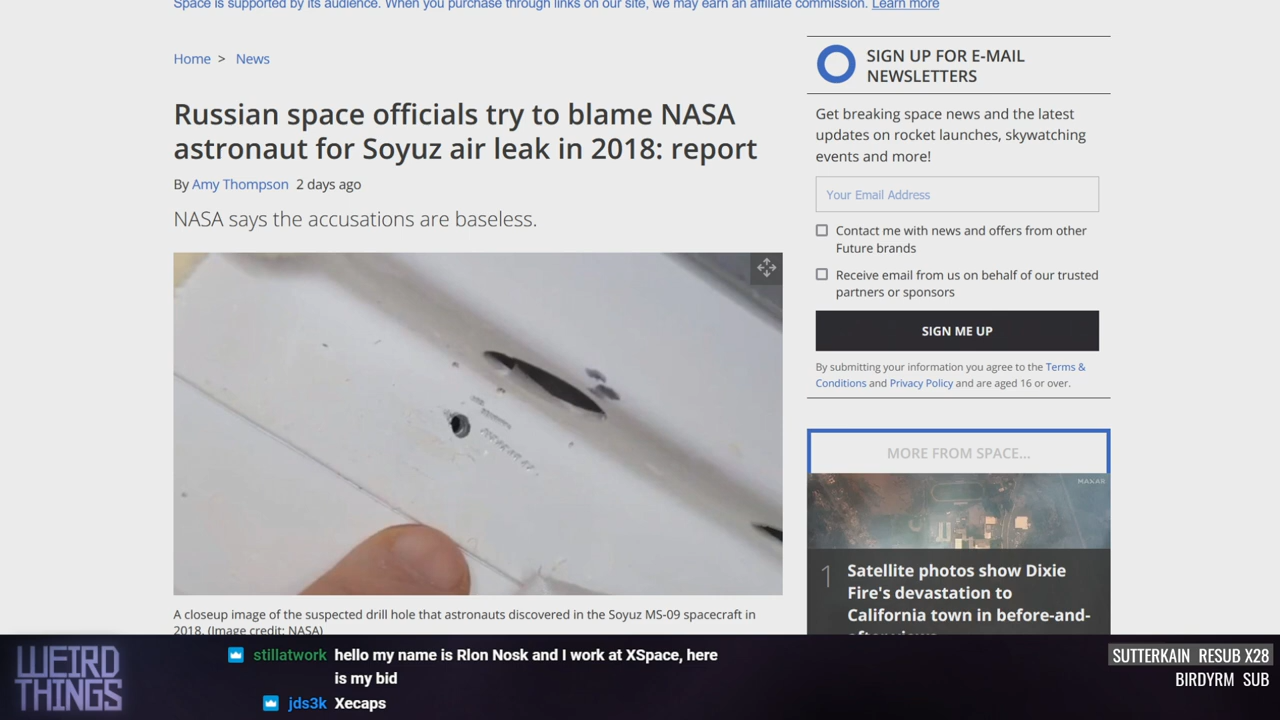 Space is supported by its audience. When you purchase through links on our site, we may earn an affiliate commission. Learn more
Home > News
Russian space officials try to blame NASA
astronaut for Soyuz air leak in 2018: report
By Amy Thompson 2 days ago
NASA says the accusations are baseless.
A closeup image of the suspected drill hole that astronauts discovered in the Soyuz MS-09 spacecraft in
2018. (Image credit: NASA)
SIGN UP FOR E-MAIL
NEWSLETTERS
Get breaking space news and the latest
updates on rocket launches, skywatching
events and more!
Your Email Address
Contact me with news and offers from other
Future brands
Receive email from us on behalf of our trusted
partners or sponsors
SIGN ME UP
By submitting your information you agree to the Terms &
Conditions and Privacy Policy and are aged 16 or over.
MORE FROM SPACE...
MAXAR
1 Satellite photos show Dixie
Fire's devastation to
California town in before-and-
WEIRD
THINGS
stillatwork hello my name is Rlon Nosk and I work at XSpace, here
is my bid
jds3k Xecaps
SUTTERKAIN RESUB X28
BIRDYRM SUB